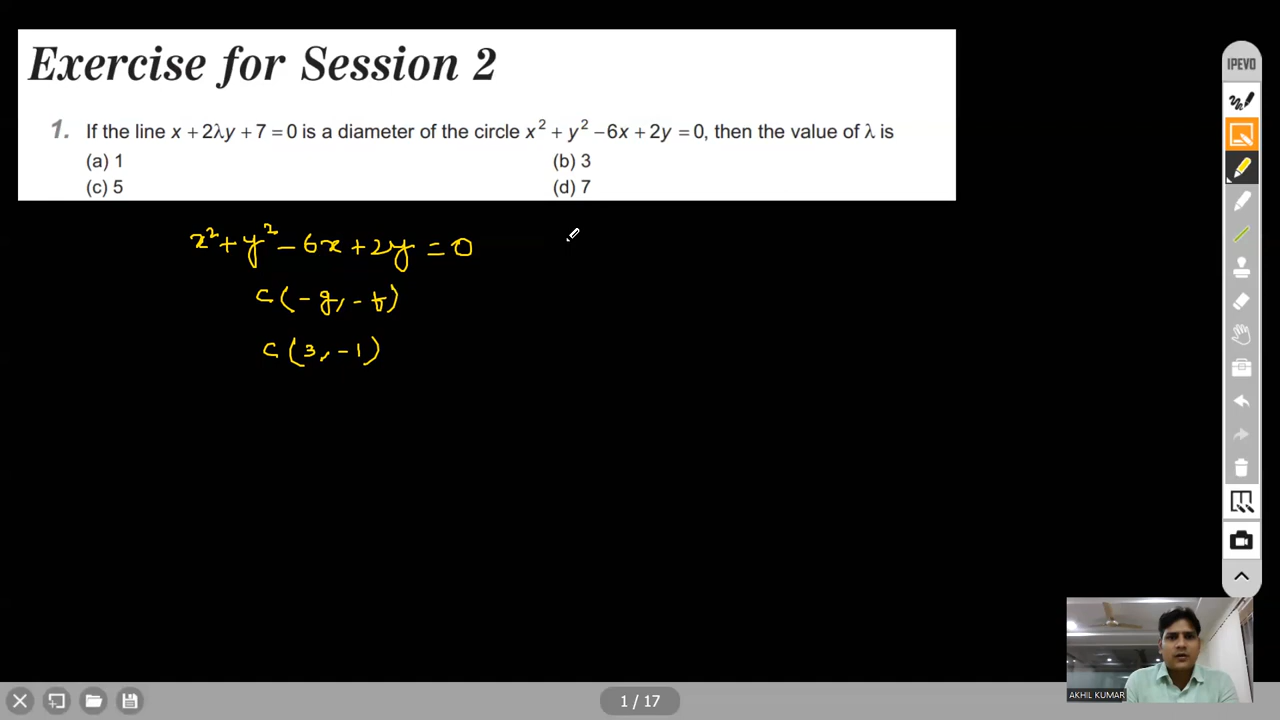 Exercise for Session 2
1. If the line x + 2λy + 7 = 0 is a diameter of the circle x² + y² − 6x + 2y = 0, then the value of λ is
(a) 1 (b) 3
(c) 5 (d) 7
x² + y² − 6x + 2y = 0
C(−g, −f)
C(3, −1)
IPEVO
AKHIL KUMAR
1 / 17